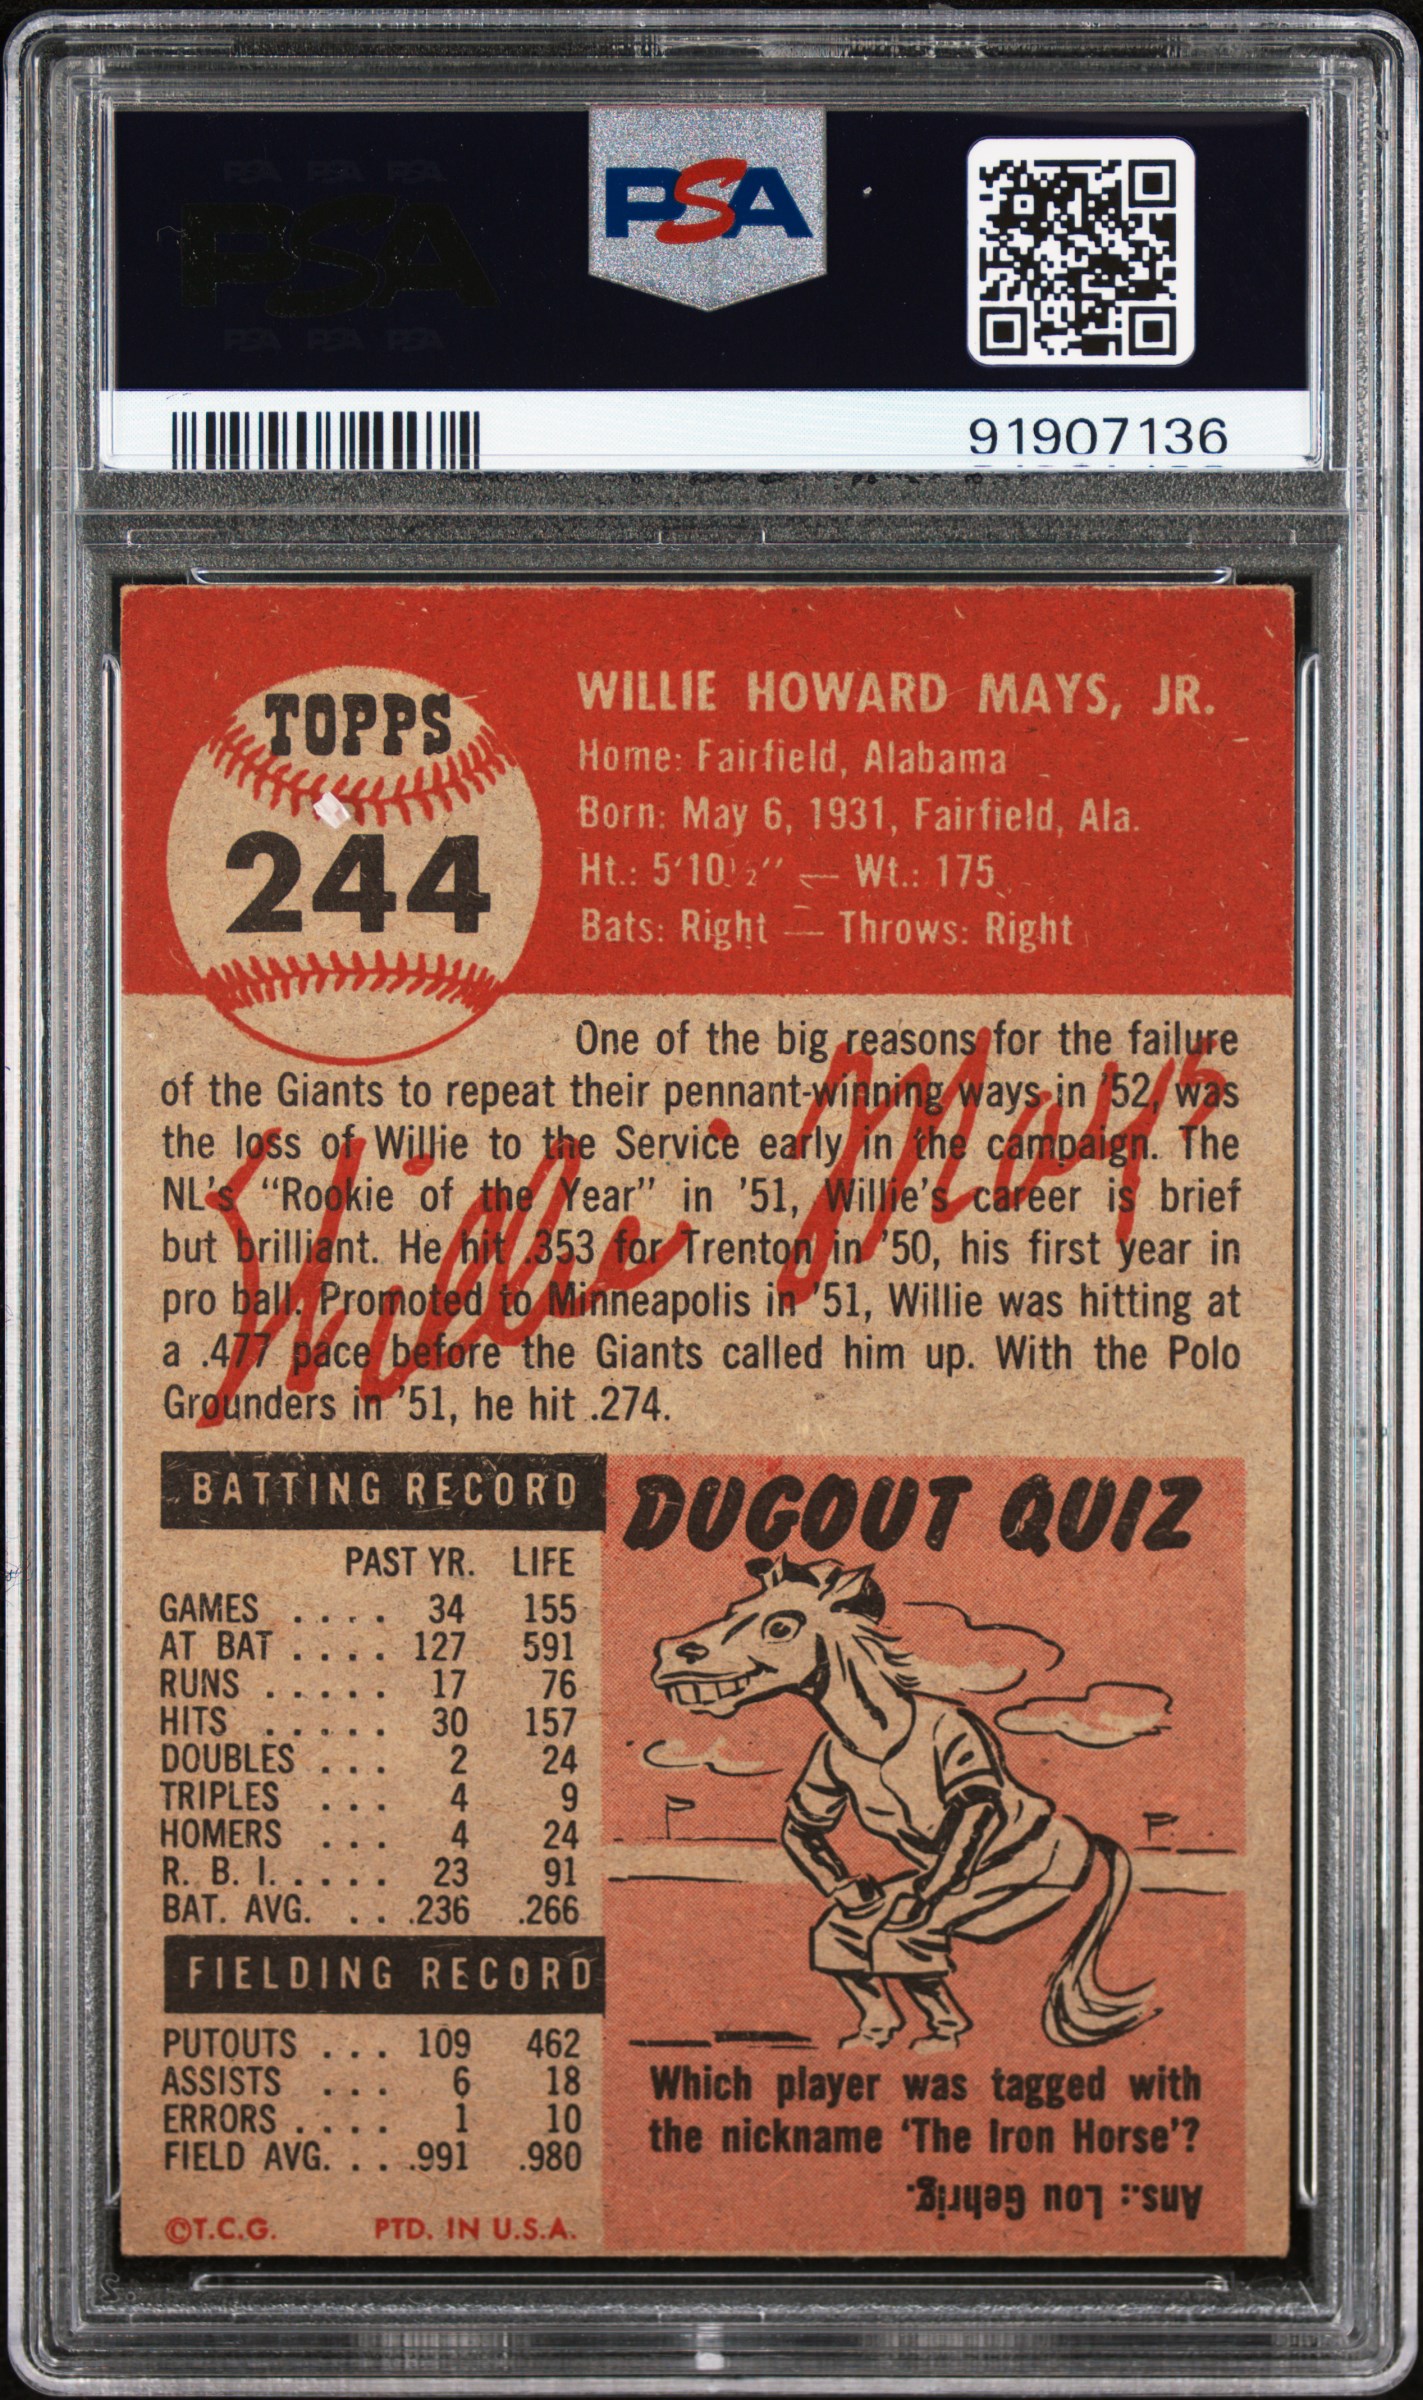 PSA PSA PSA
PSA
PSA PSA PSA
PSA
91907136
TOPPS
244
WILLIE HOWARD MAYS, JR.
Home: Fairfield, Alabama
Born: May 6, 1931, Fairfield, Ala.
Ht.: 5'10½" — Wt.: 175
Bats: Right — Throws: Right
One of the big reasons for the failure
of the Giants to repeat their pennant-winning ways in '52, was
the loss of Willie to the Service early in the campaign. The
NL's "Rookie of the Year" in '51, Willie's career is brief
but brilliant. He hit .353 for Trenton in '50, his first year in
pro ball. Promoted to Minneapolis in '51, Willie was hitting at
a .477 pace before the Giants called him up. With the Polo
Grounders in '51, he hit .274.
Willie Mays
BATTING RECORD
PAST YR. LIFE
GAMES .... 34 155
AT BAT .... 127 591
RUNS ..... 17 76
HITS ..... 30 157
DOUBLES ... 2 24
TRIPLES ... 4 9
HOMERS ... 4 24
R. B. I. ..... 23 91
BAT. AVG. ... .236 .266
FIELDING RECORD
PUTOUTS ... 109 462
ASSISTS ... 6 18
ERRORS .... 1 10
FIELD AVG. ... .991 .980
©T.C.G. PTD. IN U.S.A.
DUGOUT QUIZ
Which player was tagged with
the nickname 'The Iron Horse'?
Ans.: Lou Gehrig.